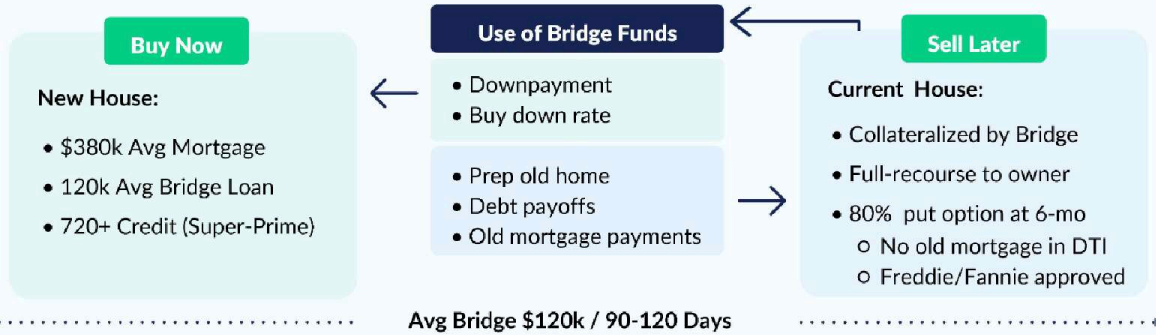 Buy Now
New House:
• $380k Avg Mortgage
• 120k Avg Bridge Loan
• 720+ Credit (Super-Prime)
Use of Bridge Funds
• Downpayment
• Buy down rate
• Prep old home
• Debt payoffs
• Old mortgage payments
Sell Later
Current House:
• Collateralized by Bridge
• Full-recourse to owner
• 80% put option at 6-mo
o No old mortgage in DTI
o Freddie/Fannie approved
Avg Bridge $120k / 90-120 Days